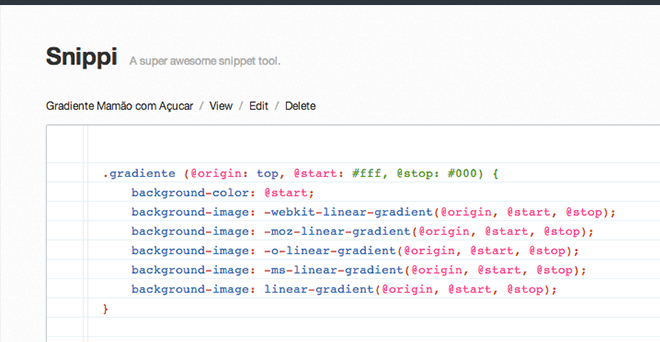 Snippi A super awesome snippet tool.
Gradiente Mamão com Açucar / View / Edit / Delete
.gradiente (@origin: top, @start: #fff, @stop: #000) {
background-color: @start;
background-image: -webkit-linear-gradient(@origin, @start, @stop);
background-image: -moz-linear-gradient(@origin, @start, @stop);
background-image: -o-linear-gradient(@origin, @start, @stop);
background-image: -ms-linear-gradient(@origin, @start, @stop);
background-image: linear-gradient(@origin, @start, @stop);
}